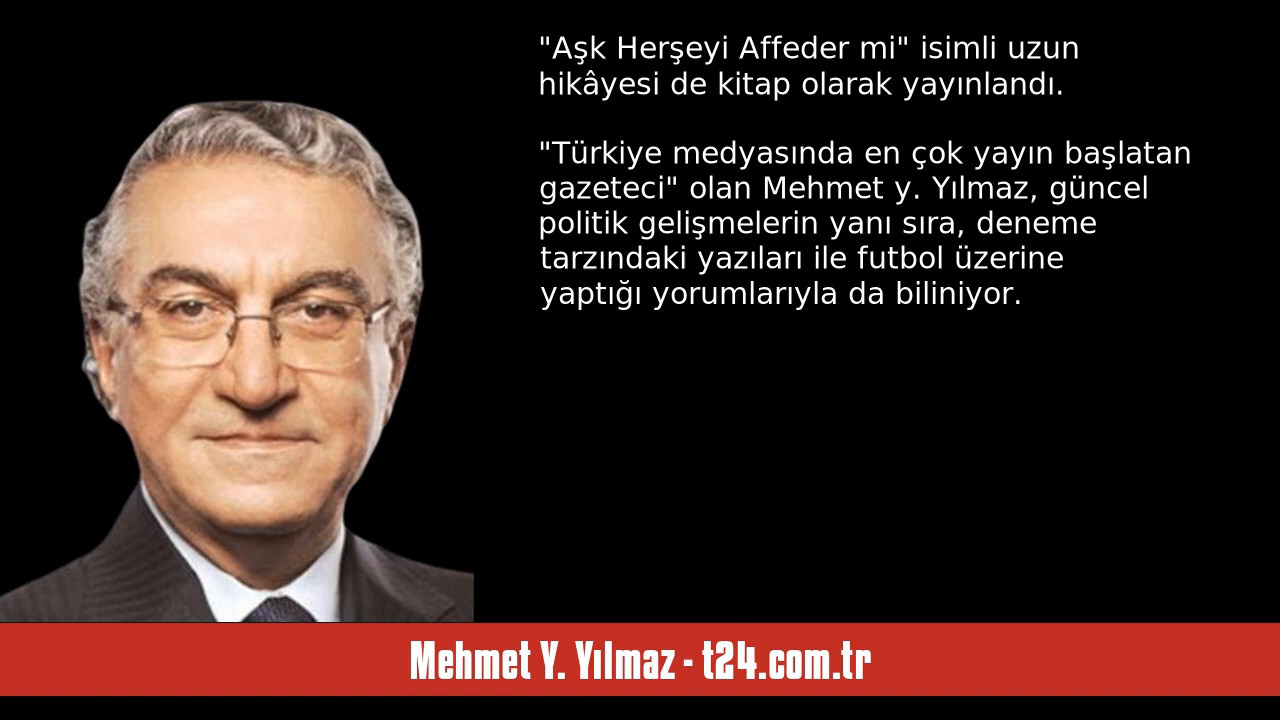 "Aşk Herşeyi Affeder mi" isimli uzun
hikâyesi de kitap olarak yayınlandı.
"Türkiye medyasında en çok yayın başlatan
gazeteci" olan Mehmet y. Yılmaz, güncel
politik gelişmelerin yanı sıra, deneme
tarzındaki yazıları ile futbol üzerine
yaptığı yorumlarıyla da biliniyor.
Mehmet Y. Yılmaz - t24.com.tr